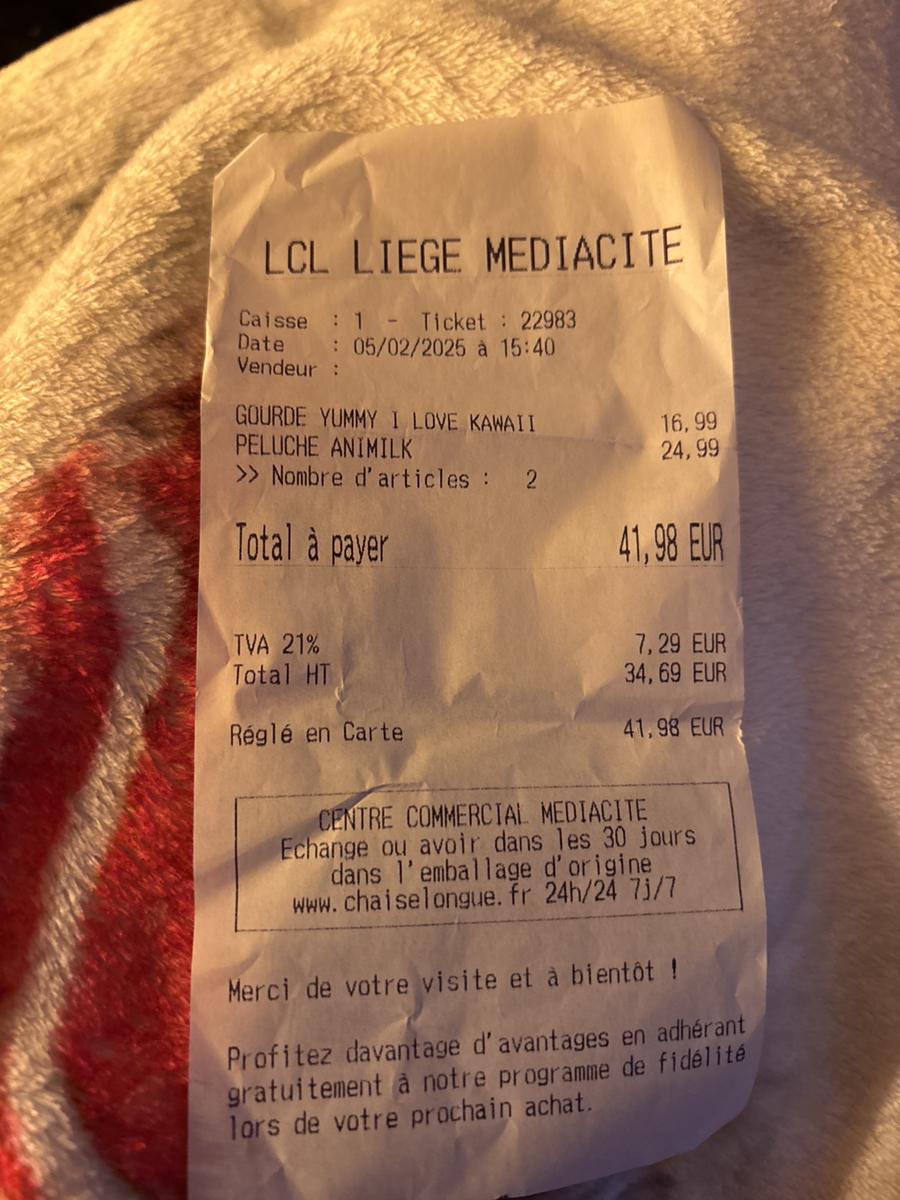 LCL LIEGE MEDIACITE
Caisse : 1 - Ticket : 22983
Date : 05/02/2025 à 15:40
Vendeur :
GOURDE YUMMY I LOVE KAWAII 16,99
PELUCHE ANIMILK 24,99
>> Nombre d'articles : 2
Total à payer 41,98 EUR
TVA 21% 7,29 EUR
Total HT 34,69 EUR
Réglé en Carte 41,98 EUR
CENTRE COMMERCIAL MEDIACITE
Echange ou avoir dans les 30 jours
dans l'emballage d'origine
www.chaiselongue.fr 24h/24 7j/7
Merci de votre visite et à bientôt !
Profitez davantage d'avantages en adhérant
gratuitement à notre programme de fidélité
lors de votre prochain achat.